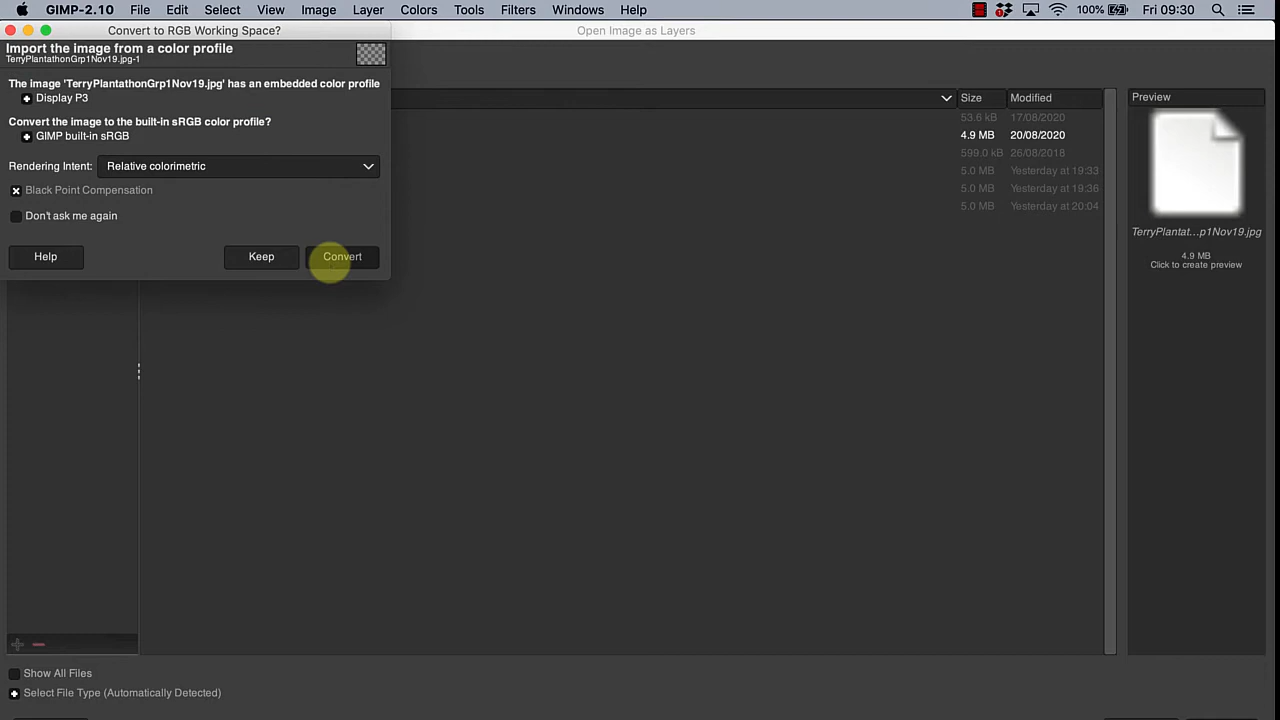 GIMP-2.10 File Edit Select View Image Layer Colors Tools Filters Windows Help 100% Fri 09:30
Convert to RGB Working Space?
Open Image as Layers
Import the image from a color profile
TerryPlantathonGrp1Nov19.jpg-1
The image 'TerryPlantathonGrp1Nov19.jpg' has an embedded color profile
Display P3
Convert the image to the built-in sRGB color profile?
GIMP built-in sRGB
Rendering Intent: Relative colorimetric
Black Point Compensation
Don't ask me again
Help Keep Convert
Size Modified
53.6 kB 17/08/2020
4.9 MB 20/08/2020
599.0 kB 26/08/2018
5.0 MB Yesterday at 19:33
5.0 MB Yesterday at 19:36
5.0 MB Yesterday at 20:04
Preview
TerryPlantat…p1Nov19.jpg
4.9 MB
Click to create preview
Show All Files
Select File Type (Automatically Detected)